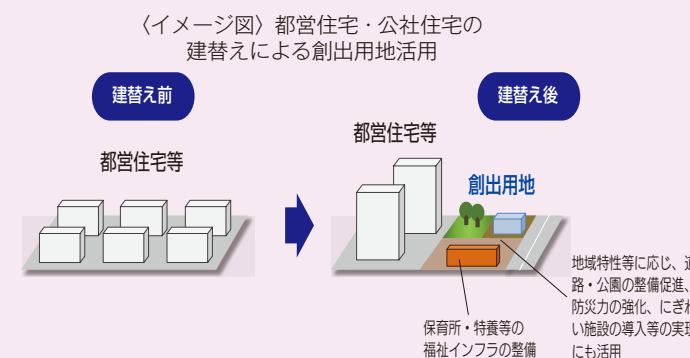 〈イメージ図〉都営住宅・公社住宅の
建替えによる創出用地活用
建替え前
都営住宅等
建替え後
都営住宅等
創出用地
保育所・特養等の
福祉インフラの整備
地域特性等に応じ、道
路・公園の整備促進、
防災力の強化、にぎわ
い施設の導入等の実現
にも活用